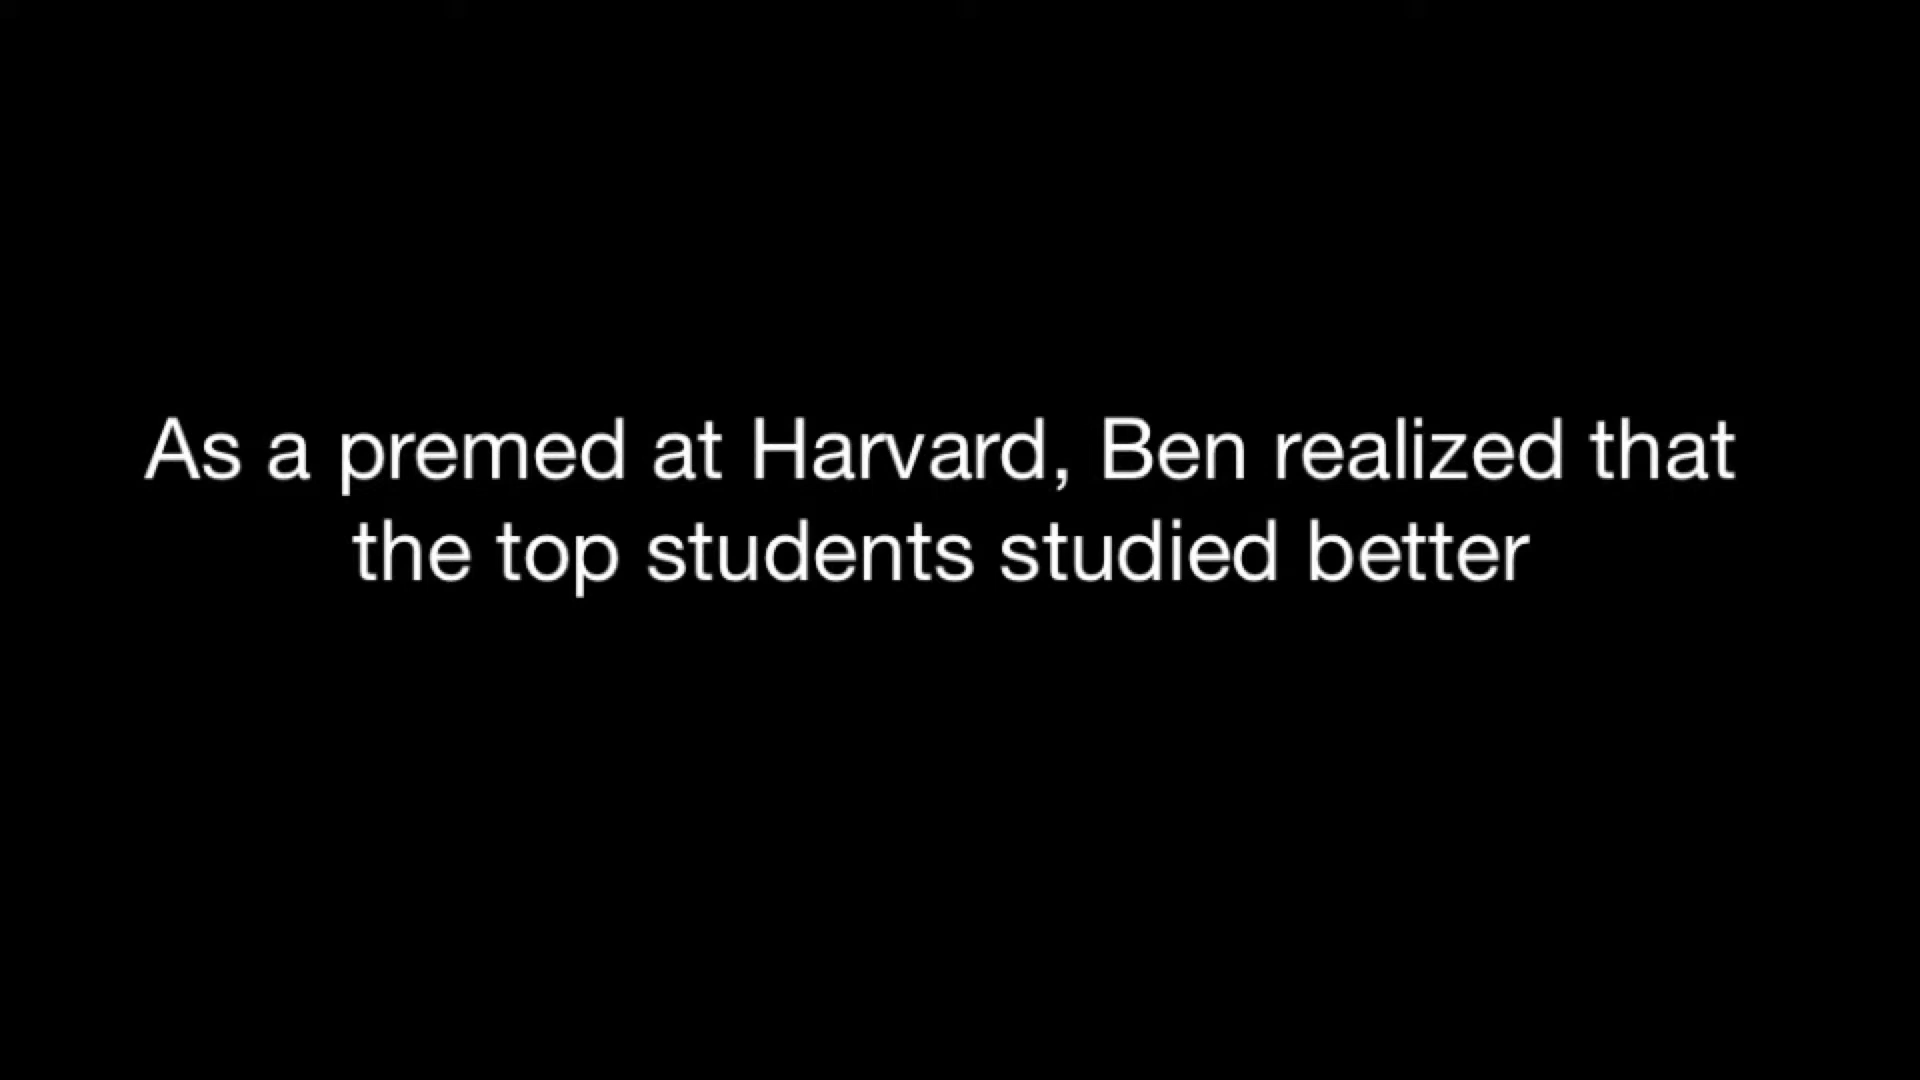 As a premed at Harvard, Ben realized that
the top students studied better